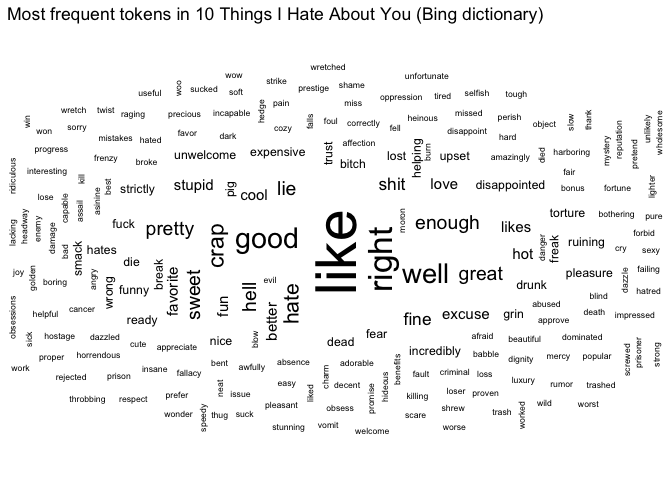 Most frequent tokens in 10 Things I Hate About You (Bing dictionary)
wretched
wow
strike
unfortunate
useful
woo
sucked
soft
prestige
shame
oppression
tired
selfish
tough
wretch
twist
raging
precious
incapable
hedge
pain
miss
win
won
sorry
favor
dark
cozy
fails
foul
correctly
fell
heinous
missed
perish
object
slow
thank
unlikely
wholesome
mistakes
hated
affection
disappoint
hard
mystery
reputation
pretend
progress
frenzy
broke
unwelcome
expensive
trust
bitch
lost
helping
burn
upset
amazingly
died
harboring
ridiculous
interesting
kill
fair
lose
capable
assail
asinine
best
strictly
stupid
pig
cool
lie
shit
love
disappointed
bonus
fortune
lighter
lacking
headway
enemy
damage
bad
fuck
pretty
crap
good
like
right
moron
enough
likes
torture
bothering
pure
smack
hates
hot
danger
freak
ruining
forbid
cry
sexy
joy
golden
boring
angry
die
break
well
great
pleasure
dazzle
failing
wrong
funny
favorite
sweet
fun
hell
evil
better
hate
drunk
blind
hatred
obsessions
helpful
cancer
ready
fine
excuse
grin
abused
approve
death
impressed
sick
hostage
dazzled
cute
appreciate
nice
blow
dead
fear
afraid
beautiful
dominated
work
proper
horrendous
incredibly
babble
dignity
mercy
popular
screwed
prisoner
strong
rejected
prison
insane
fallacy
bent
awfully
absence
adorable
benefits
fault
criminal
loss
luxury
rumor
trashed
throbbing
respect
prefer
neat
issue
easy
liked
charm
decent
promise
hideous
killing
loser
proven
wonder
speedy
thug
suck
pleasant
obsess
scare
shrew
trash
worked
wild
worst
stunning
vomit
welcome
worse